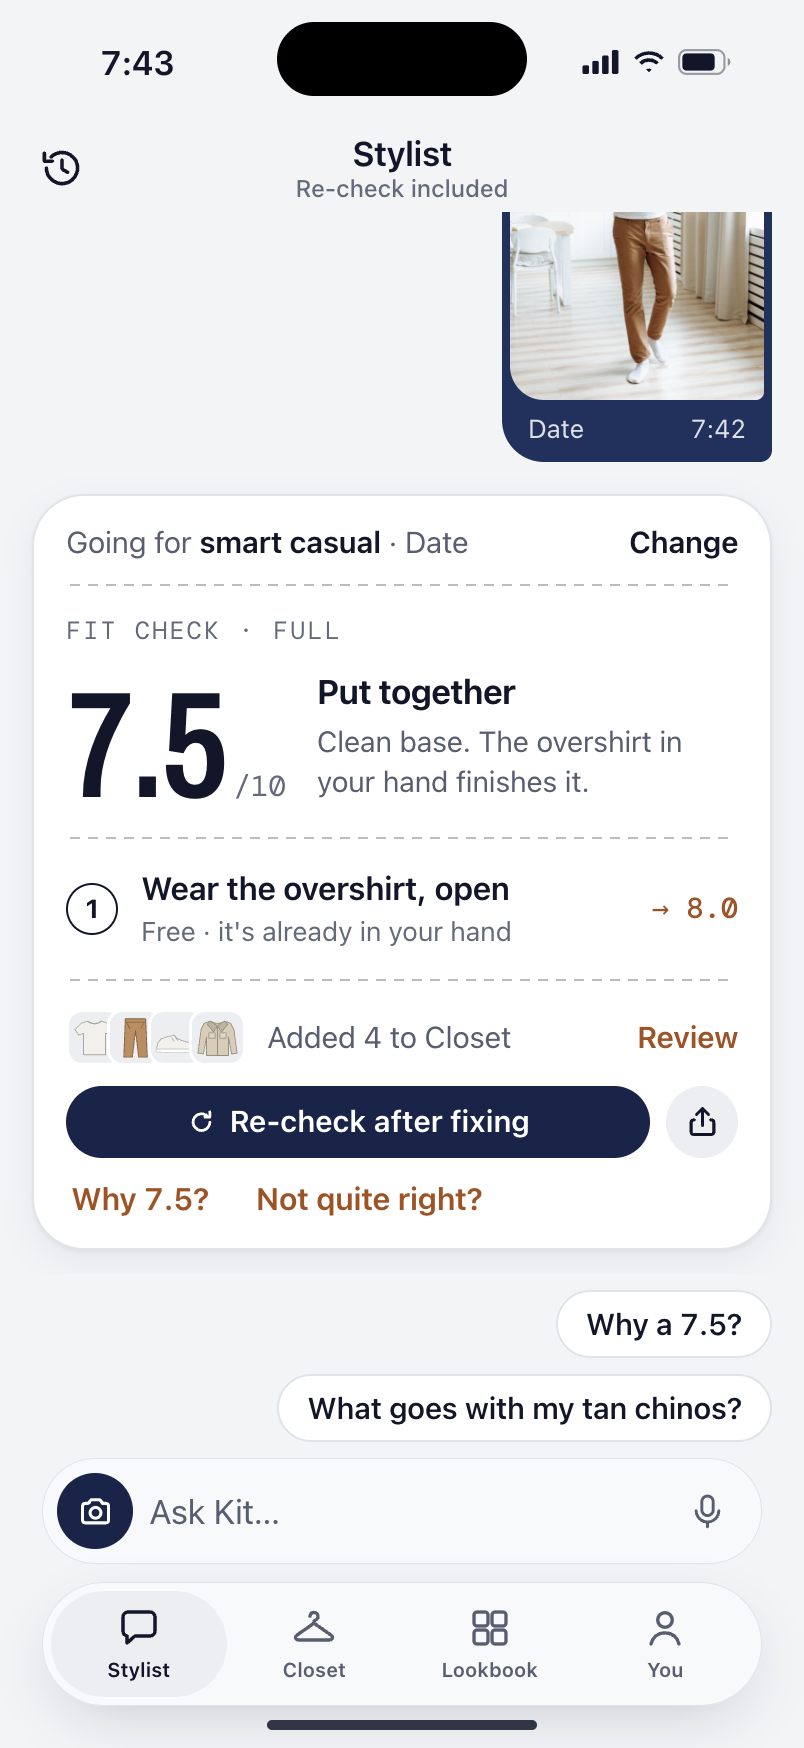 7:43
Stylist
Re-check included
Date 7:42
Going for smart casual · Date Change
FIT CHECK · FULL
7.5 /10
Put together
Clean base. The overshirt in
your hand finishes it.
1
Wear the overshirt, open
Free · it's already in your hand
→ 8.0
Added 4 to Closet Review
Re-check after fixing
Why 7.5? Not quite right?
Why a 7.5?
What goes with my tan chinos?
Ask Kit...
Stylist Closet Lookbook You